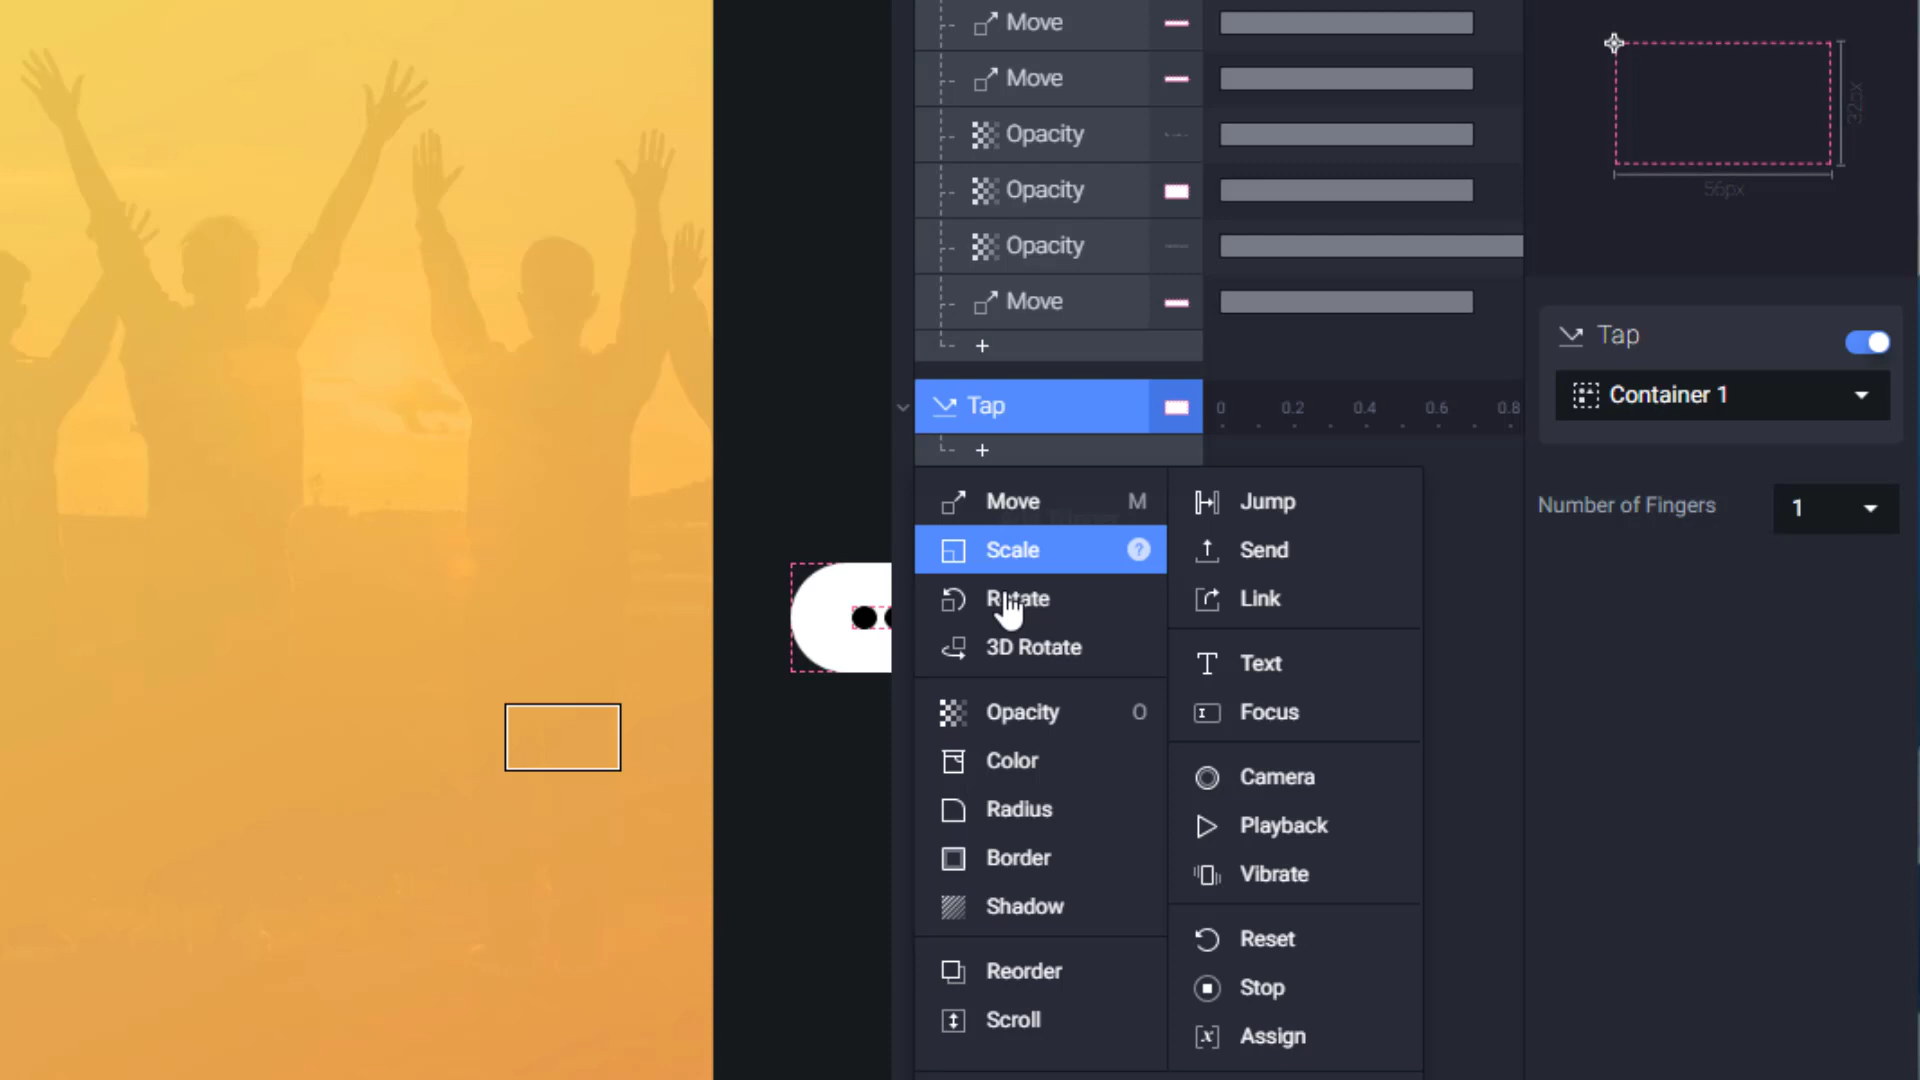 Move
Move
Opacity
Opacity
Opacity
Move
+
Tap
0 0.2 0.4 0.6 0.8
+
Move M
Scale ?
Rotate
3D Rotate
Opacity O
Color
Radius
Border
Shadow
Reorder
Scroll
Jump
Send
Link
Text
Focus
Camera
Playback
Vibrate
Reset
Stop
Assign
32px
56px
Tap
Container 1
Number of Fingers 1